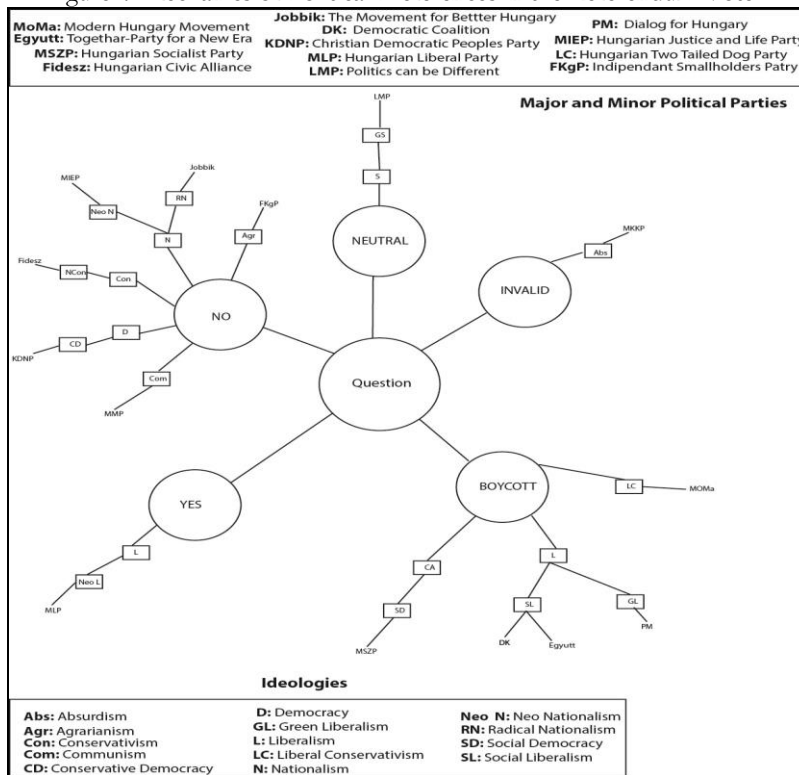 MoMa: Modern Hungary Movement
Egyutt: Togethar-Party for a New Era
MSZP: Hungarian Socialist Party
Fidesz: Hungarian Civic Alliance
Jobbik: The Movement for Bettter Hungary
DK: Democratic Coalition
KDNP: Christian Democratic Peoples Party
MLP: Hungarian Liberal Party
LMP: Politics can be Different
PM: Dialog for Hungary
MIEP: Hungarian Justice and Life Party
LC: Hungarian Two Tailed Dog Party
FKgP: Indipendant Smallholders Patry
Major and Minor Political Parties
LMP
GS
S
NEUTRAL
Jobbik
MIEP
RN
Neo N
N
FKgP
Agr
Fidesz
NCon
Con
NO
D
CD
KDNP
Com
MMP
MKKP
Abs
INVALID
Question
YES
L
Neo L
MLP
BOYCOTT
LC
MOMa
CA
SD
MSZP
L
SL
GL
DK
Egyutt
PM
Ideologies
Abs: Absurdism
Agr: Agrarianism
Con: Conservativism
Com: Communism
CD: Conservative Democracy
D: Democracy
GL: Green Liberalism
L: Liberalism
LC: Liberal Conservativism
N: Nationalism
Neo N: Neo Nationalism
RN: Radical Nationalism
SD: Social Democracy
SL: Social Liberalism